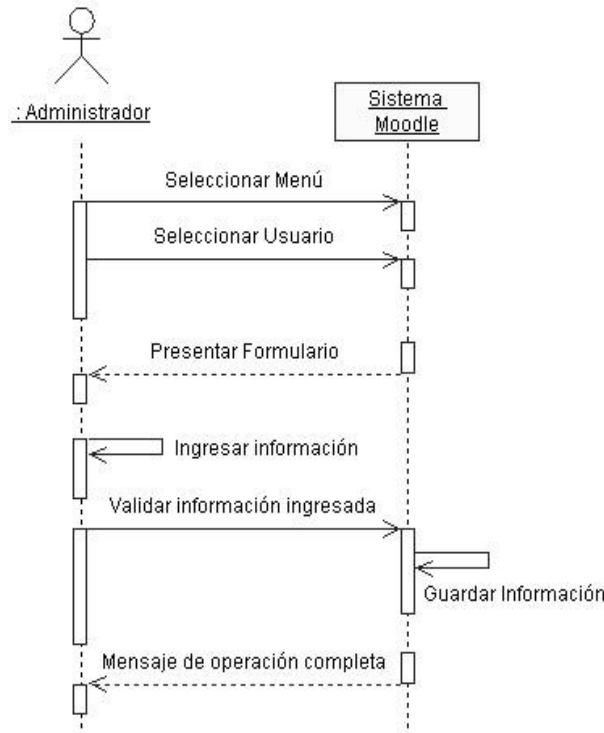 : Administrador
Sistema
Moodle
Seleccionar Menú
Seleccionar Usuario
Presentar Formulario
Ingresar información
Validar información ingresada
Guardar Información
Mensaje de operación completa